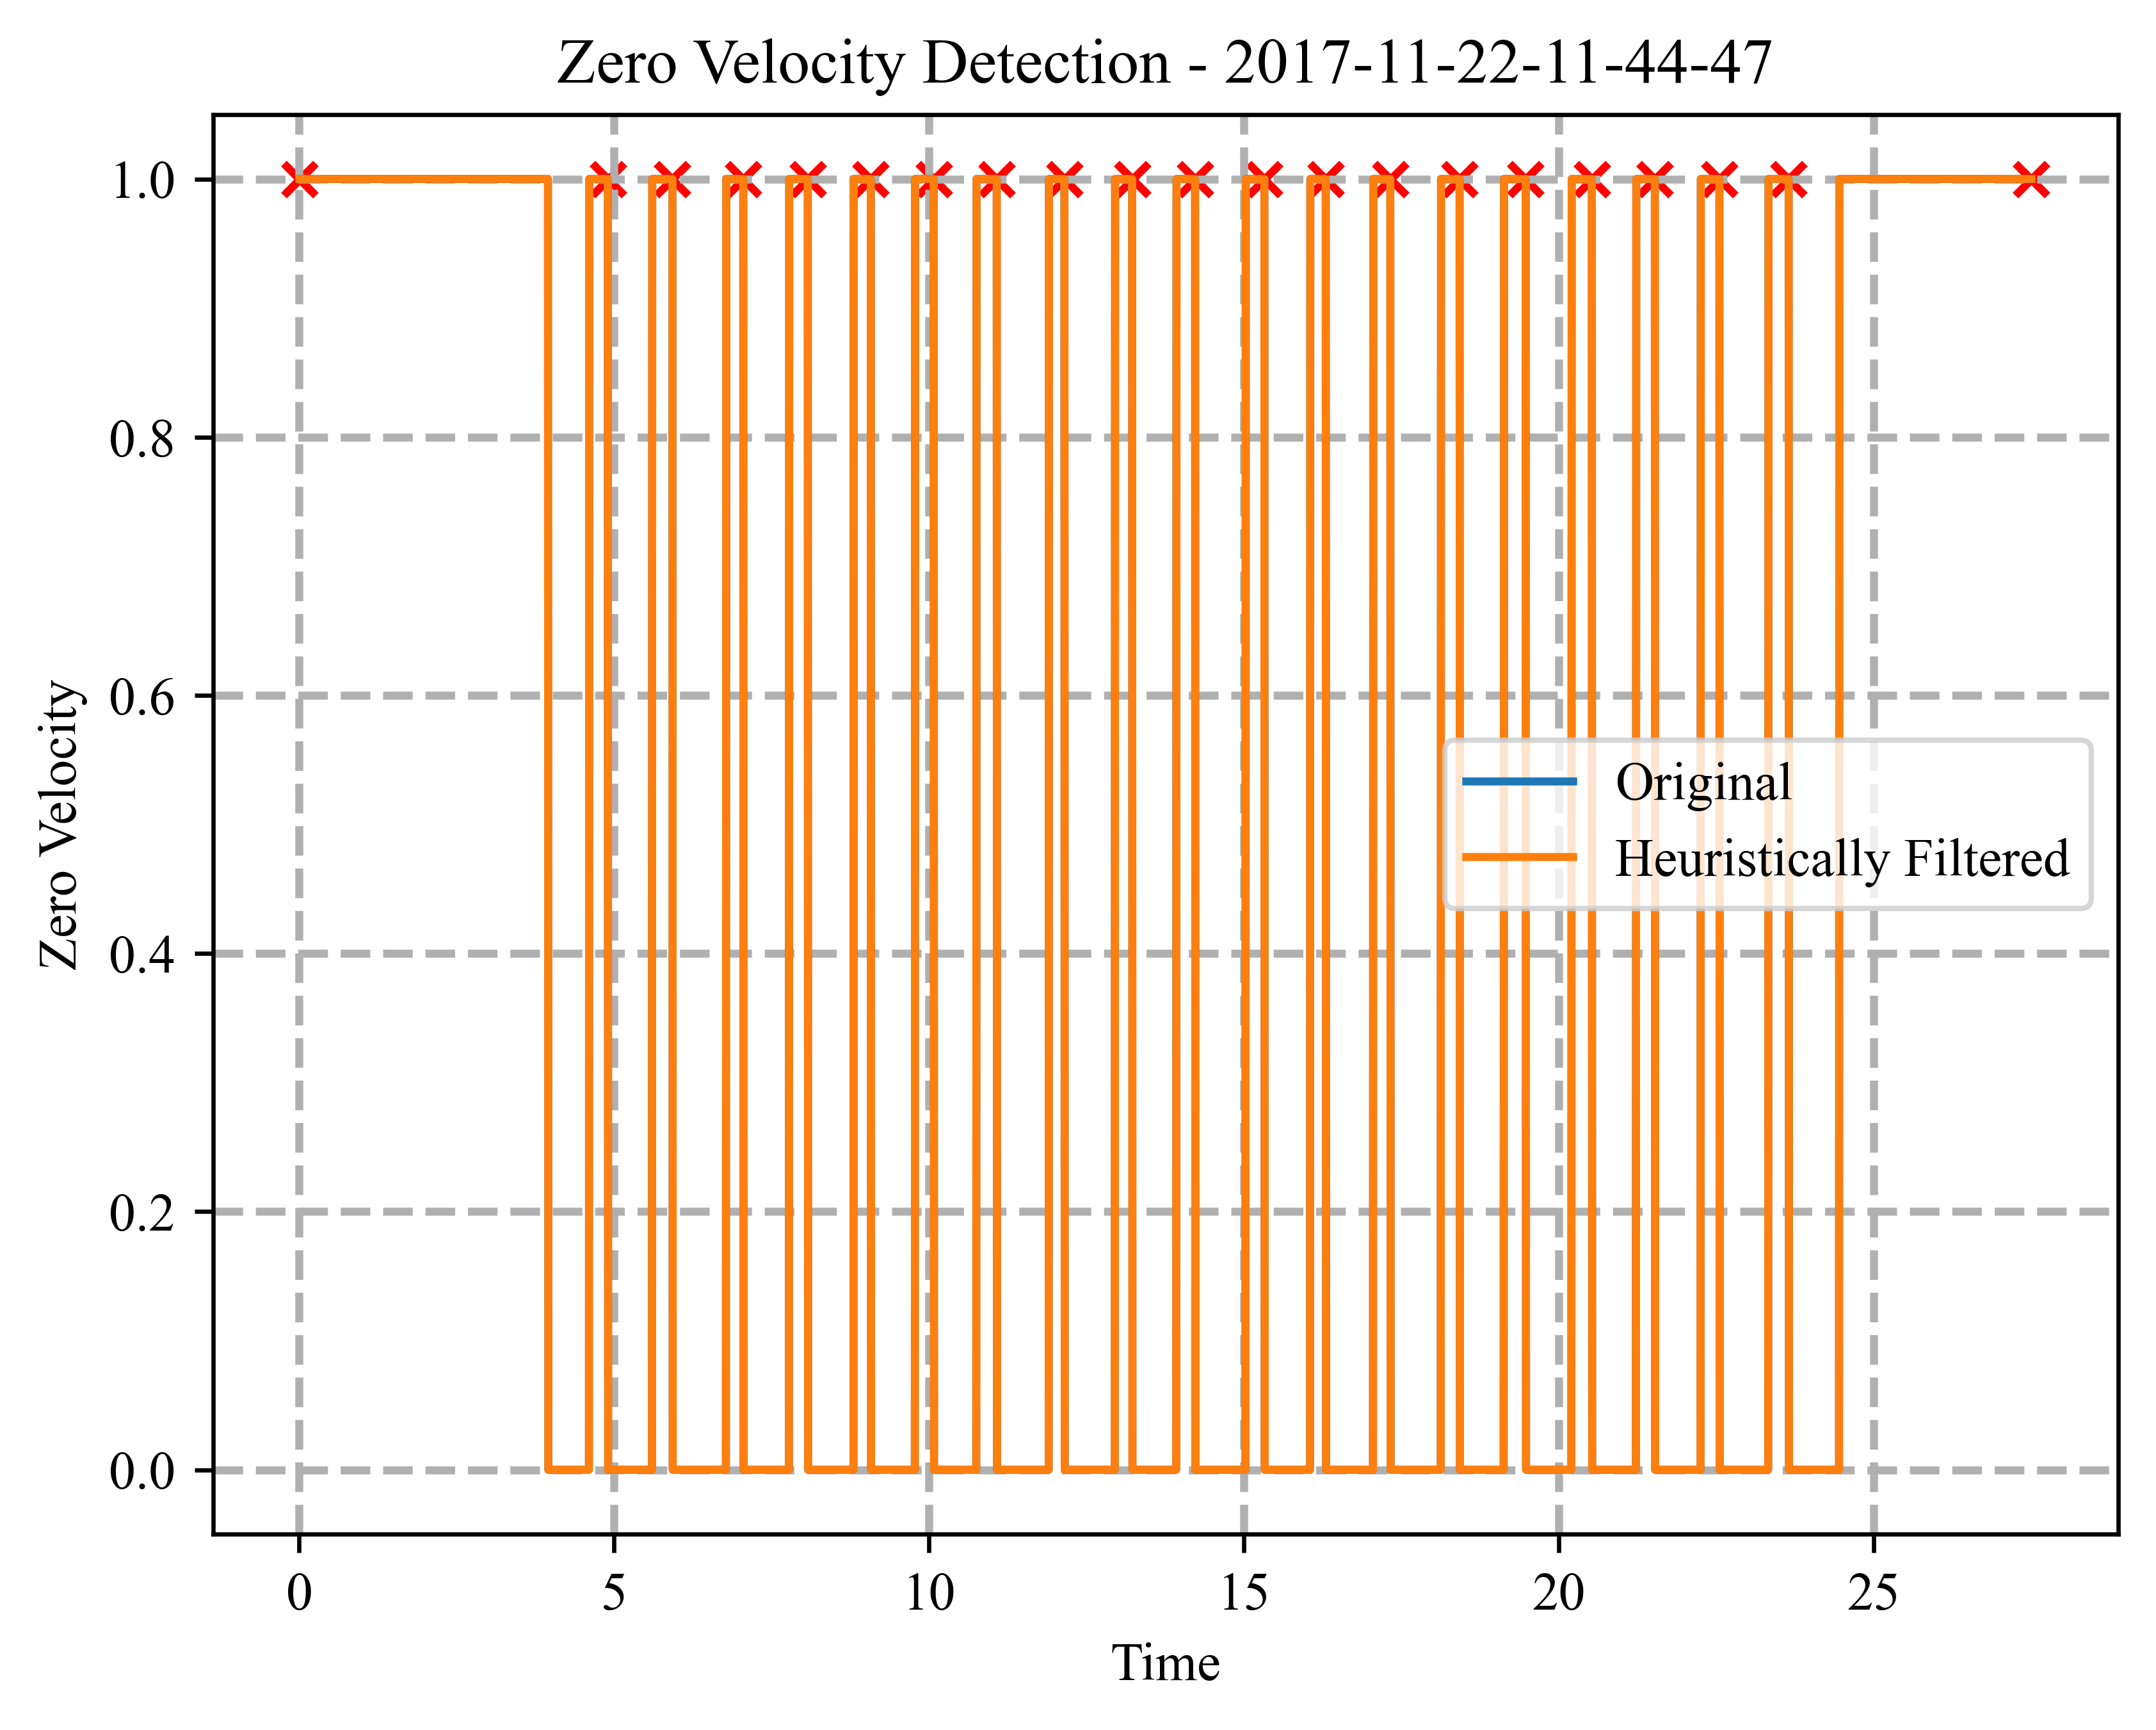 Zero Velocity Detection - 2017-11-22-11-44-47
1.0
0.8
0.6
0.4
0.2
0.0
Zero Velocity
Original
Heuristically Filtered
0 5 10 15 20 25
Time